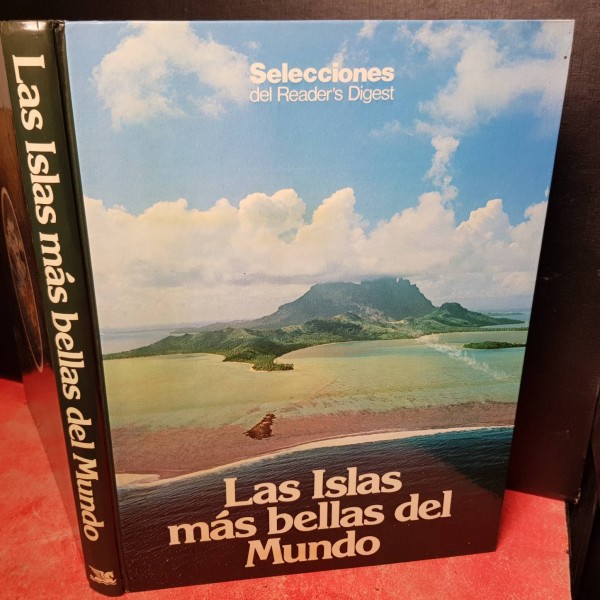 Las Islas más bellas del Mundo
Selecciones
del Reader's Digest
Las Islas
más bellas del
Mundo